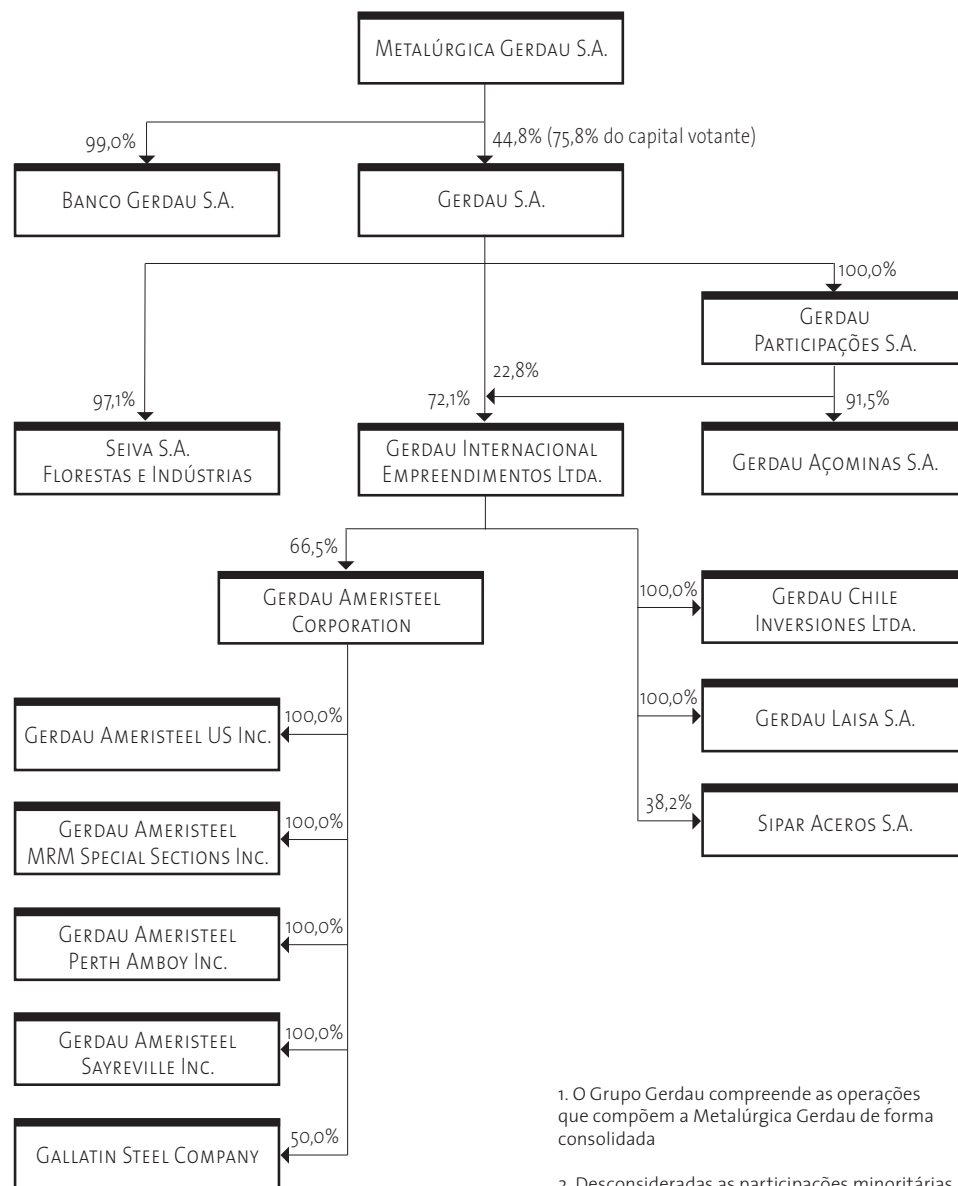 METALÚRGICA GERDAU S.A.
99,0%
44,8% (75,8% do capital votante)
BANCO GERDAU S.A.
GERDAU S.A.
100,0%
GERDAU
PARTICIPAÇÕES S.A.
22,8%
97,1%
72,1%
91,5%
SEIVA S.A.
FLORESTAS E INDÚSTRIAS
GERDAU INTERNACIONAL
EMPREENDIMENTOS LTDA.
GERDAU AÇOMINAS S.A.
66,5%
GERDAU AMERISTEEL
CORPORATION
100,0%
GERDAU CHILE
INVERSIONES LTDA.
100,0%
GERDAU LAISA S.A.
38,2%
SIPAR ACEROS S.A.
100,0%
GERDAU AMERISTEEL US INC.
100,0%
GERDAU AMERISTEEL
MRM SPECIAL SECTIONS INC.
100,0%
GERDAU AMERISTEEL
PERTH AMBOY INC.
100,0%
GERDAU AMERISTEEL
SAYREVILLE INC.
50,0%
GALLATIN STEEL COMPANY
1. O Grupo Gerdau compreende as operações
que compõem a Metalúrgica Gerdau de forma
consolidada
2. Desconsideradas as participações minoritárias